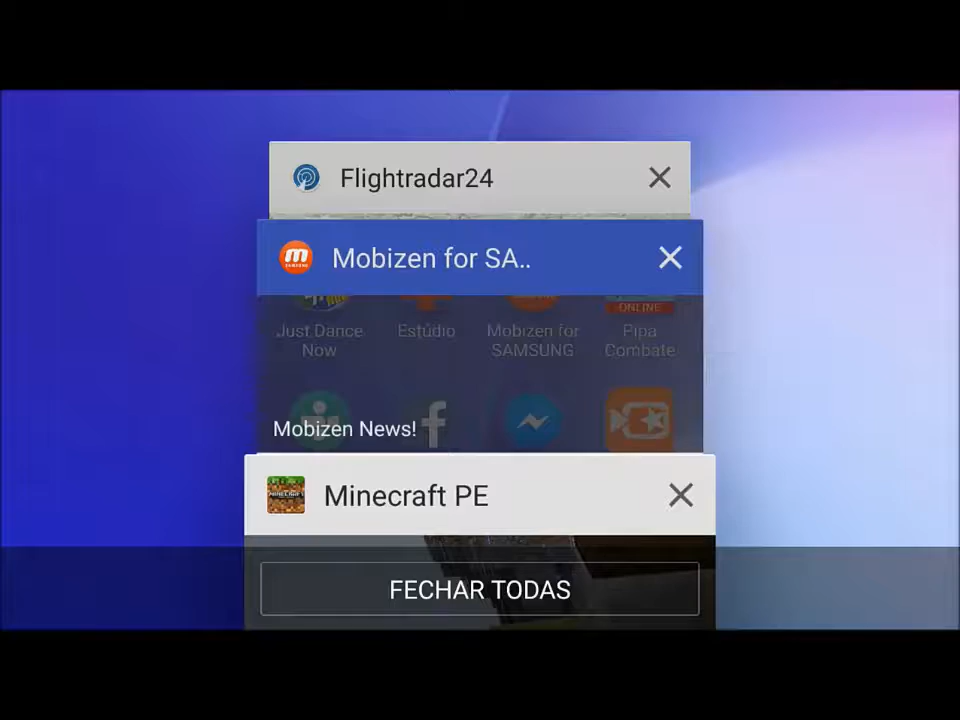 Flightradar24
Mobizen for SA..
ONLINE
Just Dance Estúdio Mobizen for Pipa
Now SAMSUNG Combate
Mobizen News!
Minecraft PE
FECHAR TODAS